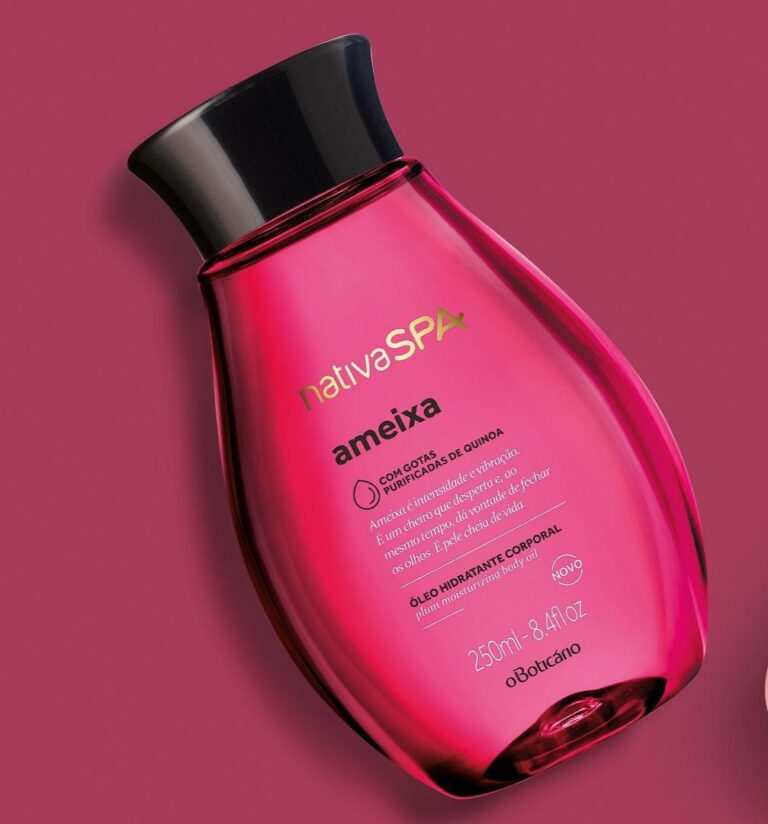 nativaSPA
ameixa
COM GOTAS
PURIFICADAS DE QUINOA
Ameixa é intensidade e vibração.
É um cheiro que desperta e, ao
mesmo tempo, dá vontade de fechar
os olhos. É pele cheia de vida.
ÓLEO HIDRATANTE CORPORAL
plum moisturizing body oil
NOVO
250ml - 8.4fl oz
oBoticário